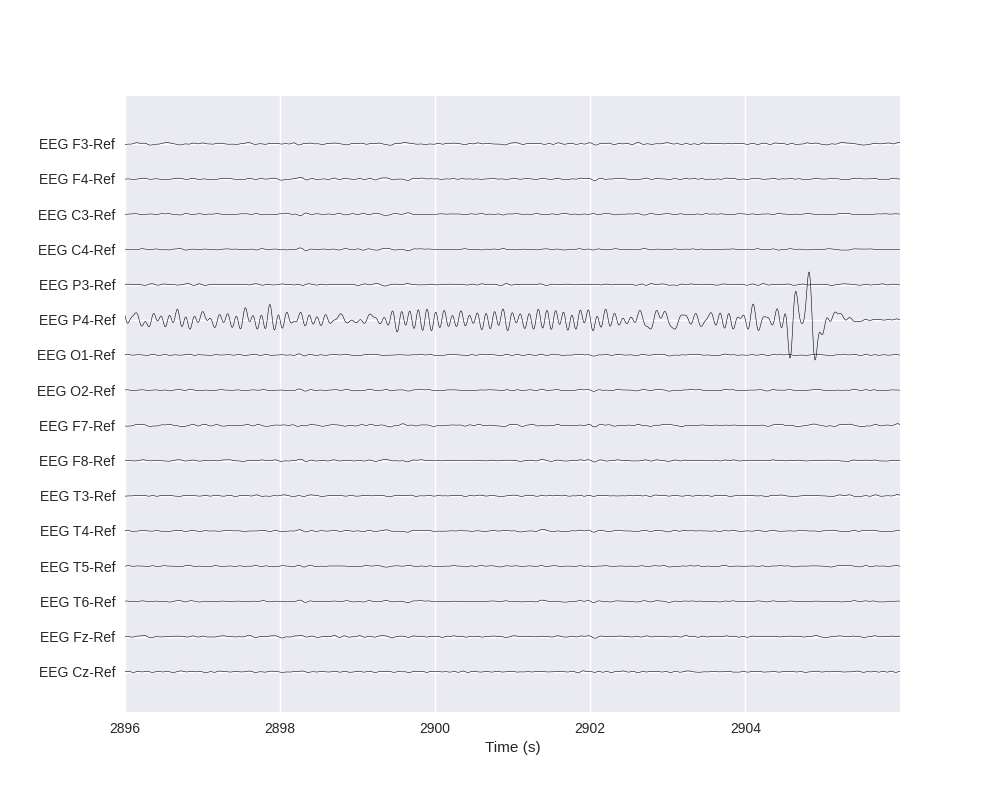 EEG F3-Ref
EEG F4-Ref
EEG C3-Ref
EEG C4-Ref
EEG P3-Ref
EEG P4-Ref
EEG O1-Ref
EEG O2-Ref
EEG F7-Ref
EEG F8-Ref
EEG T3-Ref
EEG T4-Ref
EEG T5-Ref
EEG T6-Ref
EEG Fz-Ref
EEG Cz-Ref
2896 2898 2900 2902 2904
Time (s)